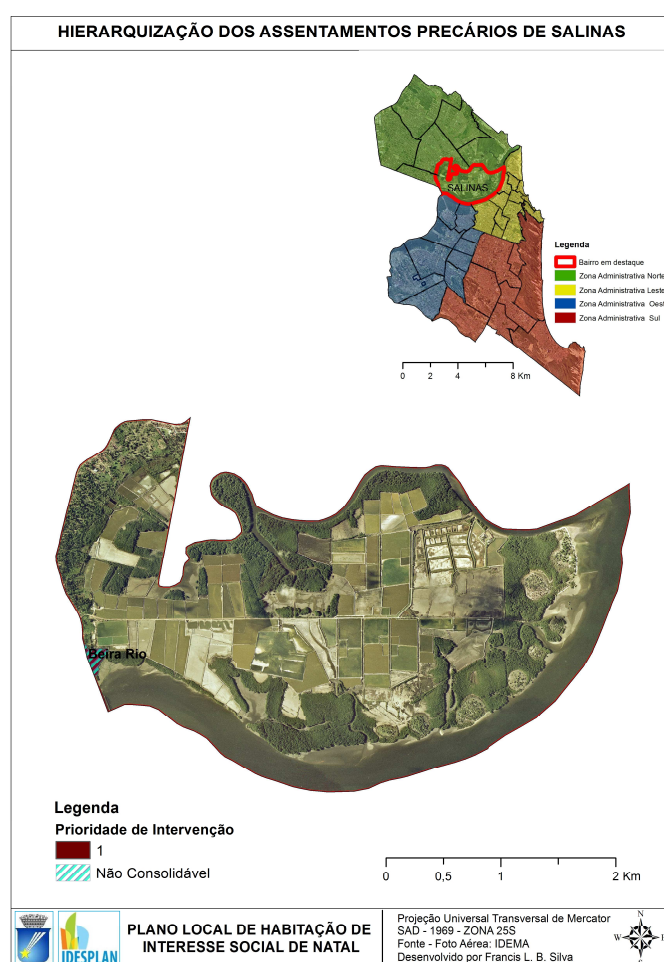 HIERARQUIZAÇÃO DOS ASSENTAMENTOS PRECÁRIOS DE SALINAS
SALINAS
Legenda
Bairro em destaque
Zona Administrativa Norte
Zona Administrativa Leste
Zona Administrativa Oest
Zona Administrativa Sul
0 2 4 8 Km
Beira Rio
Legenda
Prioridade de Intervenção
1
Não Consolidável
0 0,5 1 2 Km
IDESPLAN
PLANO LOCAL DE HABITAÇÃO DE
INTERESSE SOCIAL DE NATAL
Projeção Universal Transversal de Mercator
SAD - 1969 - ZONA 25S
Fonte - Foto Aérea: IDEMA
Desenvolvido por Francis L. B. Silva
N
W